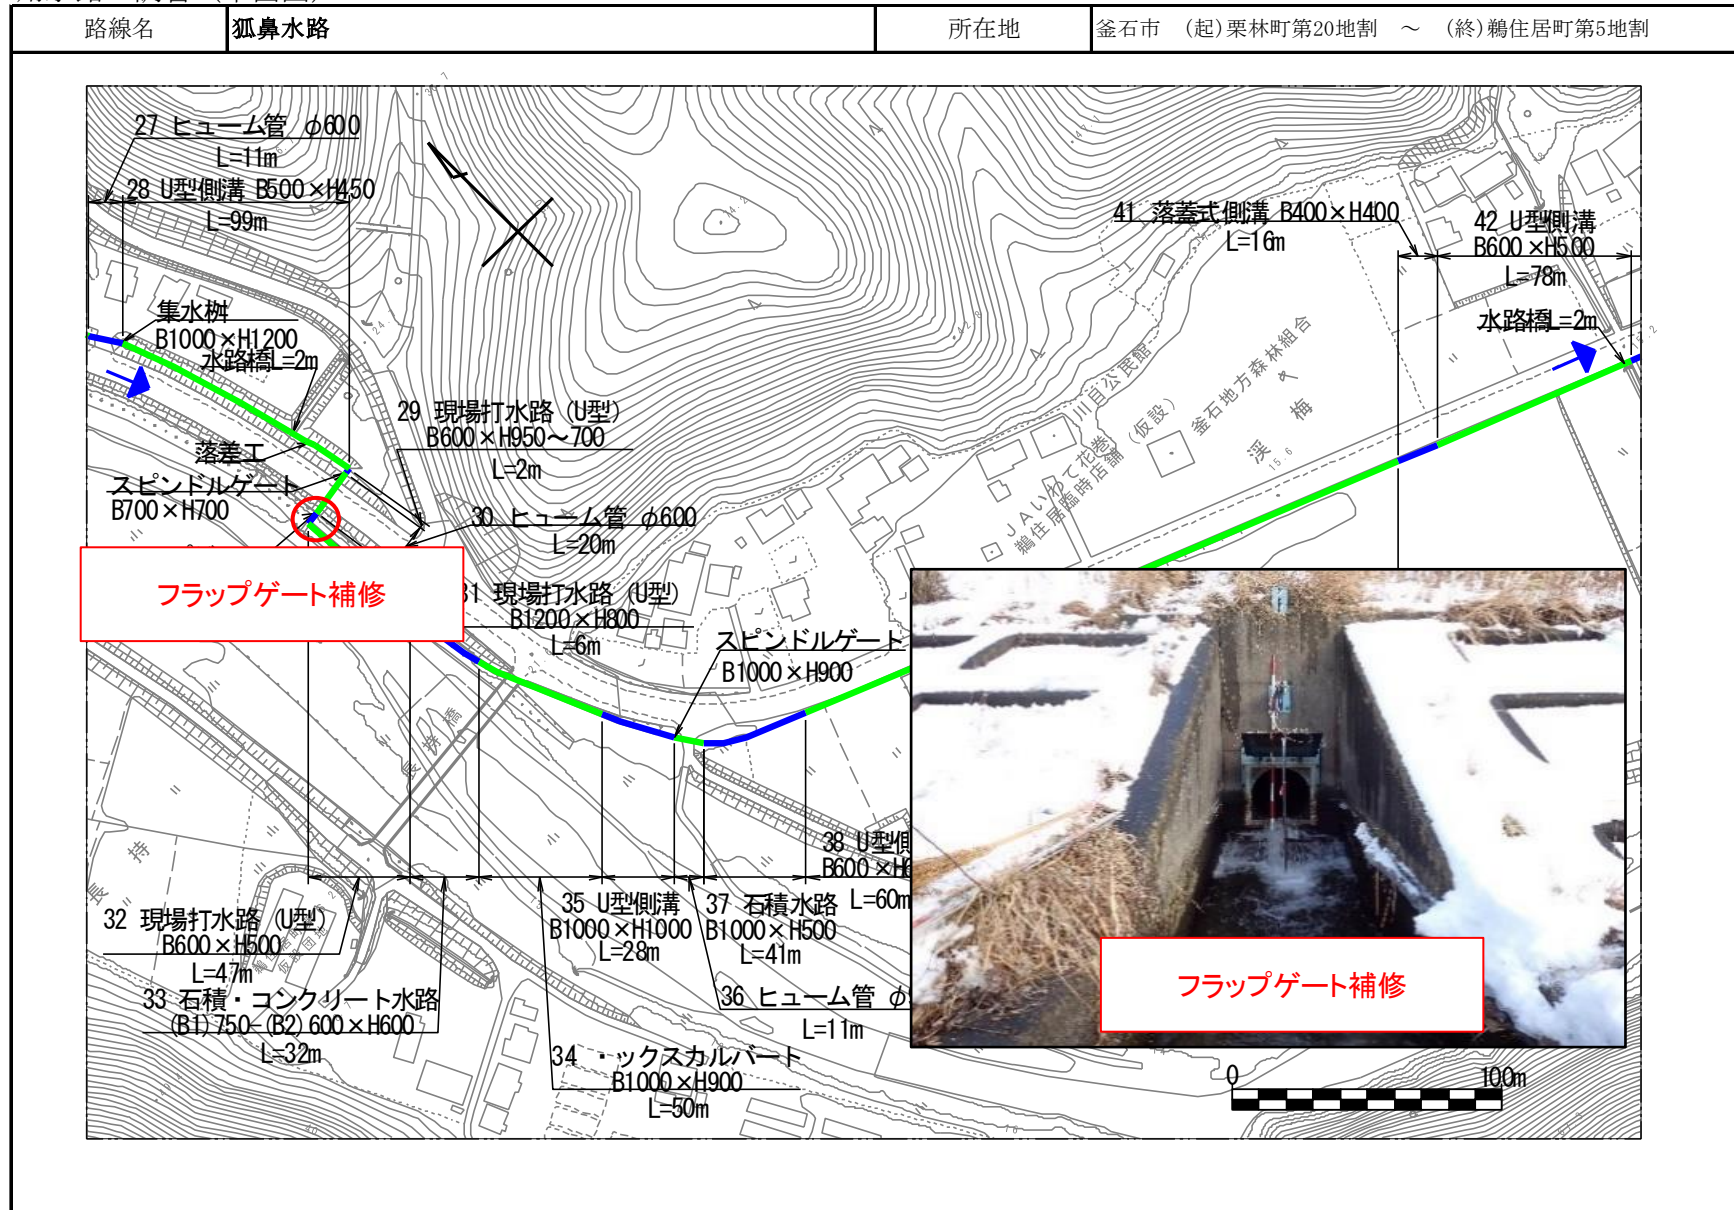 路線名
狐鼻水路
所在地
釜石市 (起)栗林町第20地割 ～ (終)鵜住居町第5地割
27 ヒューム管 φ600
L=11m
28 U型側溝 B500×H450
L=99m
集水桝
B1000×H1200
水路橋L=2m
落差工
スピンドルゲート
B700×H700
29 現場打水路 (U型)
B600×H950～700
L=2m
30 ヒューム管 φ600
L=20m
フラップゲート補修
31 現場打水路 (U型)
B1200×H800
L=6m
スピンドルゲート
B1000×H900
41 落蓋式側溝 B400×H400
L=16m
42 U型側溝
B600×H500
L=78m
水路橋L=2m
川目公民館
釜石地方森林組合
JAいわて花巻
鵜住居臨時店舗 (仮設)
渓梅
15.6
長持橋
長持
32 現場打水路 (U型)
B600×H500
L=47m
33 石積・コンクリート水路
(B1)750-(B2)600×H600
L=32m
34 ・ックスカルバート
B1000×H900
L=50m
35 U型側溝
B1000×H1000
L=28m
36 ヒューム管 φ
L=11m
37 石積水路
B1000×H500
L=41m
38 U型側
B600×H6
L=60m
フラップゲート補修
0
100m